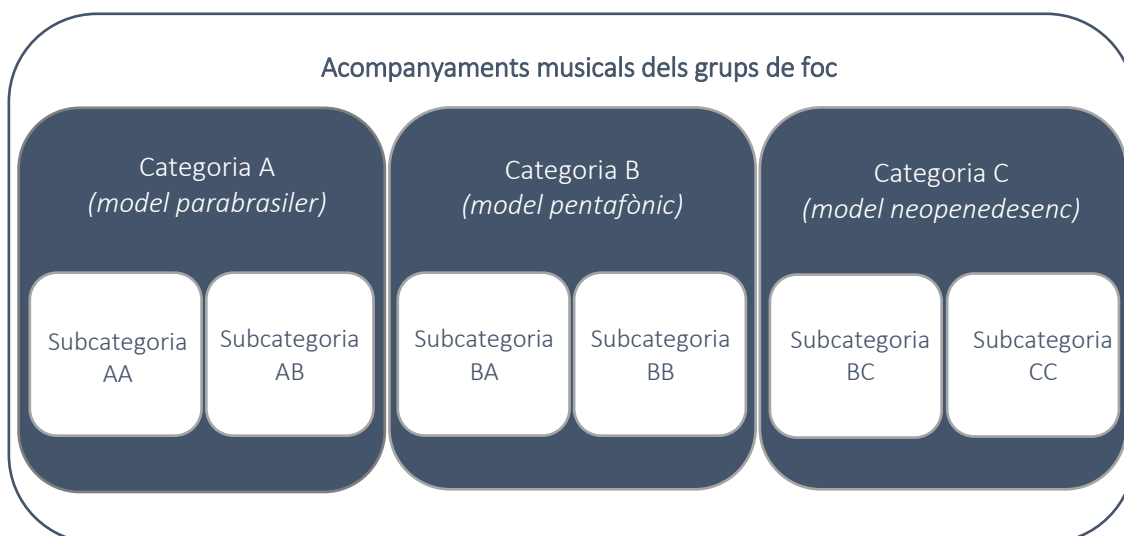 Acompanyaments musicals dels grups de foc
Categoria A
(model parabrasiler)
Categoria B
(model pentafònic)
Categoria C
(model neopenedesenc)
Subcategoria
AA
Subcategoria
AB
Subcategoria
BA
Subcategoria
BB
Subcategoria
BC
Subcategoria
CC